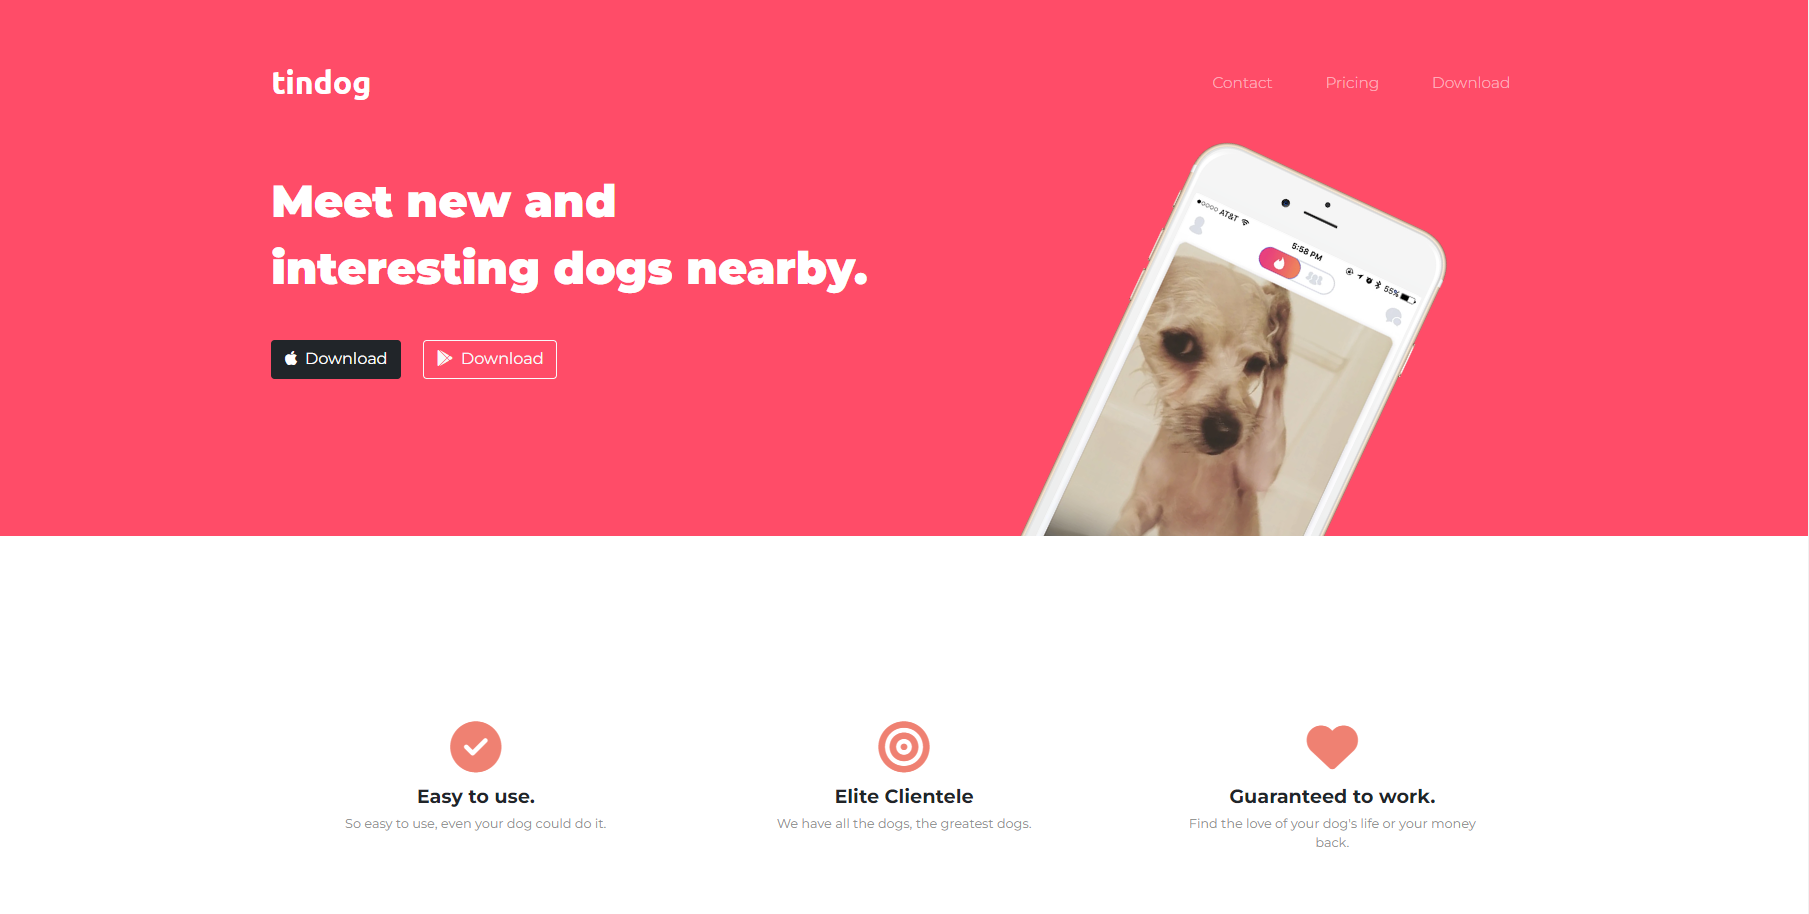 tindog
Contact
Pricing
Download
Meet new and
interesting dogs nearby.
Download
Download
AT&T
5:58 PM
55%
Easy to use.
So easy to use, even your dog could do it.
Elite Clientele
We have all the dogs, the greatest dogs.
Guaranteed to work.
Find the love of your dog's life or your money
back.